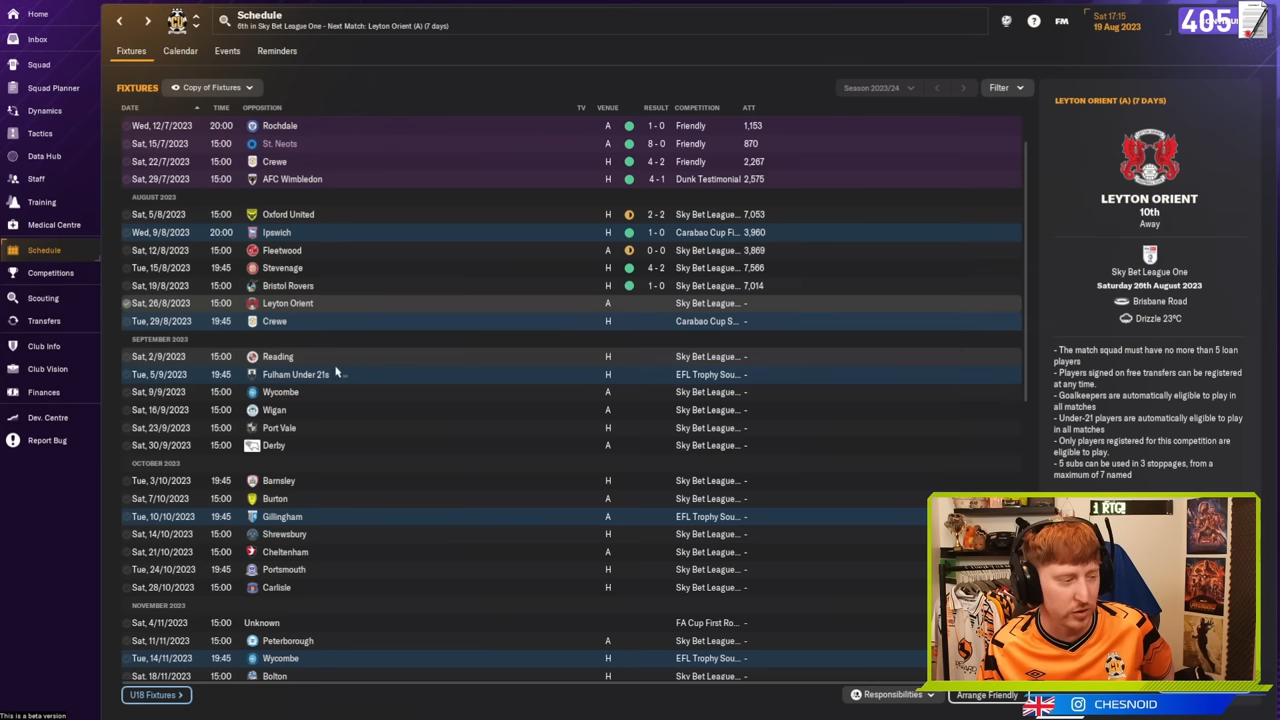 Home
Inbox
Squad
Squad Planner
Dynamics
Tactics
Data Hub
Staff
Training
Medical Centre
Schedule
Competitions
Scouting
Transfers
Club Info
Club Vision
Finances
Dev. Centre
Report Bug
This is a beta version
Schedule
6th in Sky Bet League One - Next Match: Leyton Orient (A) (7 days)
FM
Sat 17:15
19 Aug 2023
405
Fixtures Calendar Events Reminders
FIXTURES Copy of Fixtures Season 2023/24 Filter
DATE TIME OPPOSITION TV VENUE RESULT COMPETITION ATT
Wed, 12/7/2023 20:00 Rochdale A 1 - 0 Friendly 1,153
Sat, 15/7/2023 15:00 St. Neots A 8 - 0 Friendly 870
Sat, 22/7/2023 15:00 Crewe H 4 - 2 Friendly 2,267
Sat, 29/7/2023 15:00 AFC Wimbledon H 4 - 1 Dunk Testimonial 2,575
AUGUST 2023
Sat, 5/8/2023 15:00 Oxford United H 2 - 2 Sky Bet League... 7,053
Wed, 9/8/2023 20:00 Ipswich H 1 - 0 Carabao Cup Fi... 3,960
Sat, 12/8/2023 15:00 Fleetwood A 0 - 0 Sky Bet League... 3,869
Tue, 15/8/2023 19:45 Stevenage H 4 - 2 Sky Bet League... 7,566
Sat, 19/8/2023 15:00 Bristol Rovers H 1 - 0 Sky Bet League... 7,014
Sat, 26/8/2023 15:00 Leyton Orient A Sky Bet League... -
Tue, 29/8/2023 19:45 Crewe H Carabao Cup S... -
SEPTEMBER 2023
Sat, 2/9/2023 15:00 Reading H Sky Bet League... -
Tue, 5/9/2023 19:45 Fulham Under 21s H EFL Trophy Sou... -
Sat, 9/9/2023 15:00 Wycombe A Sky Bet League... -
Sat, 16/9/2023 15:00 Wigan A Sky Bet League... -
Sat, 23/9/2023 15:00 Port Vale H Sky Bet League... -
Sat, 30/9/2023 15:00 Derby A Sky Bet League... -
OCTOBER 2023
Tue, 3/10/2023 19:45 Barnsley H Sky Bet League... -
Sat, 7/10/2023 15:00 Burton A Sky Bet League... -
Tue, 10/10/2023 19:45 Gillingham A EFL Trophy Sou... -
Sat, 14/10/2023 15:00 Shrewsbury H Sky Bet League... -
Sat, 21/10/2023 15:00 Cheltenham A Sky Bet League... -
Tue, 24/10/2023 19:45 Portsmouth H Sky Bet League... -
Sat, 28/10/2023 15:00 Carlisle H Sky Bet League... -
NOVEMBER 2023
Sat, 4/11/2023 15:00 Unknown FA Cup First Ro... -
Sat, 11/11/2023 15:00 Peterborough A Sky Bet League... -
Tue, 14/11/2023 19:45 Wycombe H EFL Trophy Sou... -
Sat, 18/11/2023 15:00 Bolton H Sky Bet League... -
U18 Fixtures > Responsibilities Arrange Friendly
LEYTON ORIENT (A) (7 DAYS)
LEYTON ORIENT
10th
Away
Sky Bet League One
Saturday 26th August 2023
Brisbane Road
Drizzle 23°C
- The match squad must have no more than 5 loan
players
- Players signed on free transfers can be registered
at any time.
- Goalkeepers are automatically eligible to play in
all matches
- Under-21 players are automatically eligible to play
in all matches
- Only players registered for this competition are
eligible to play.
- 5 subs can be used in 3 stoppages, from a
maximum of 7 named
CHESNOID